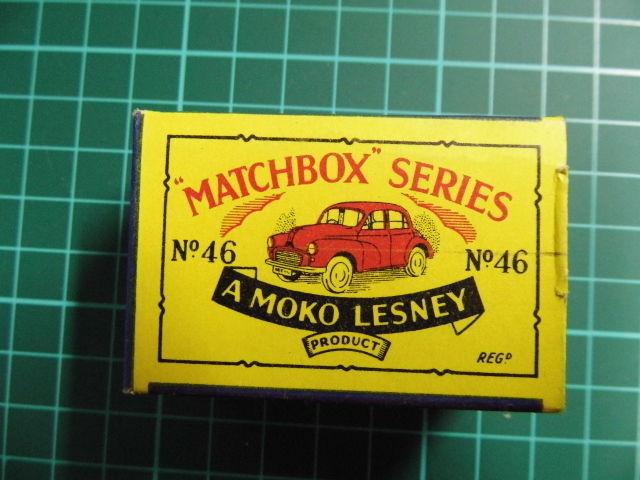 "MATCHBOX" SERIES
Nº46
Nº46
A MOKO LESNEY
PRODUCT
REGD